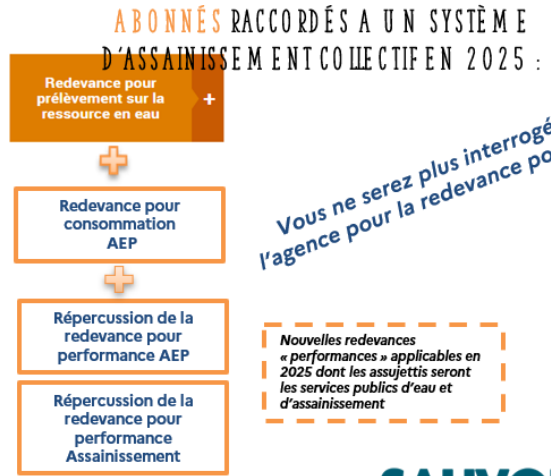 ABONNÉS RACCORDÉS A UN SYSTÈME
D'ASSAINISSEMENT COLLECTIF EN 2025 :
Redevance pour
prélèvement sur la
ressource en eau
+
Redevance pour
consommation
AEP
Répercussion de la
redevance pour
performance AEP
Répercussion de la
redevance pour
performance
Assainissement
Vous ne serez plus interrogé
l'agence pour la redevance
Nouvelles redevances
« performances » applicables en
2025 dont les assujettis seront
les services publics d'eau et
d'assainissement